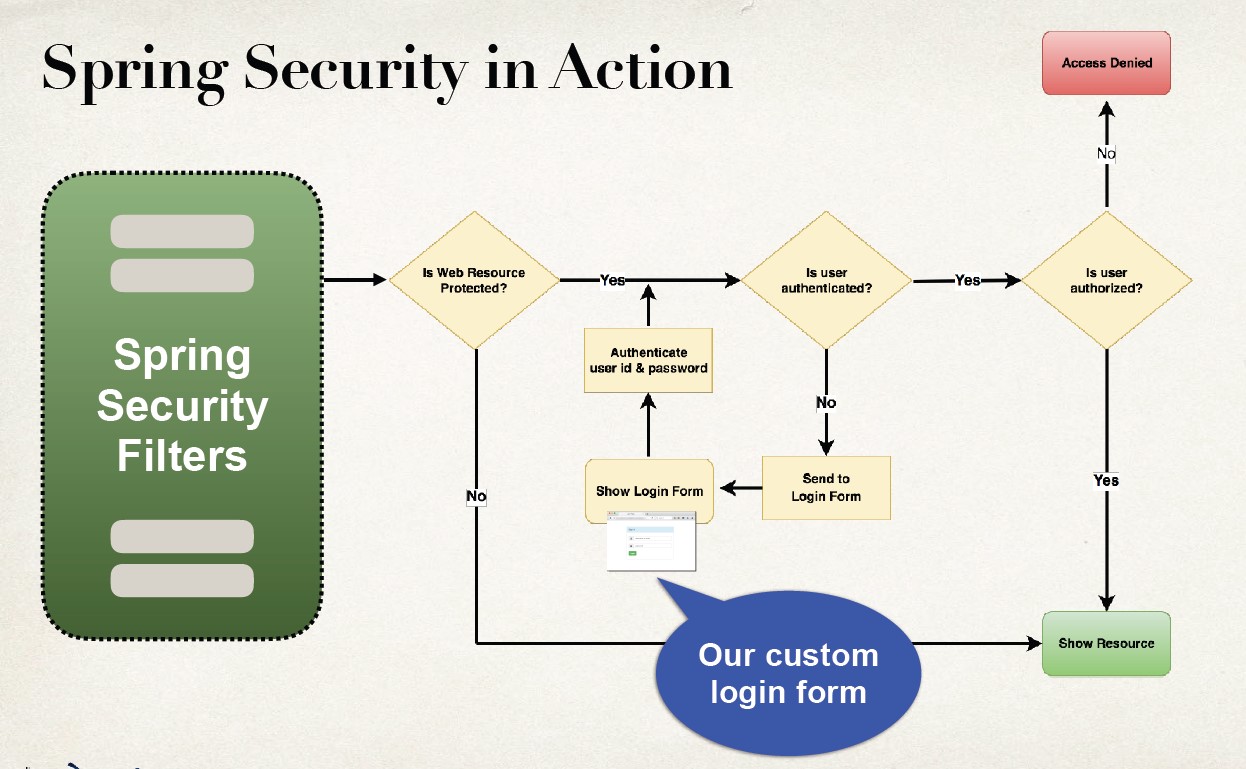 Spring Security in Action
Access Denied
No
Spring
Security
Filters
Is Web Resource
Protected?
Yes
Is user
authenticated?
Yes
Is user
authorized?
Authenticate
user id & password
No
Show Login Form
Send to
Login Form
No
Yes
Our custom
login form
Show Resource